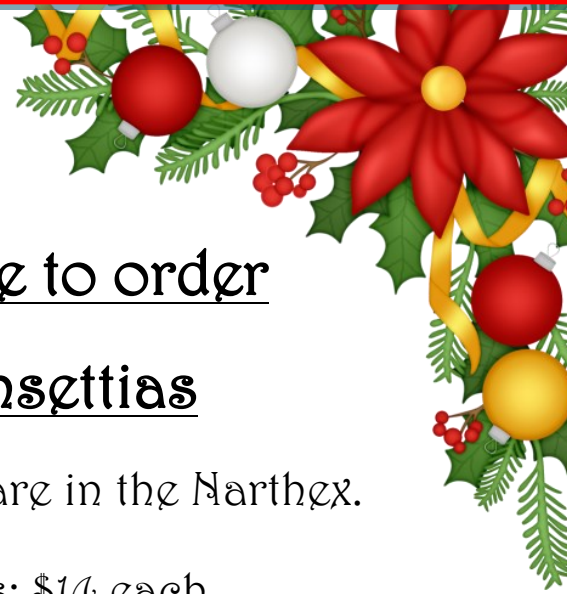 e to order
nsettias
are in the Narthex.
s: $14 each